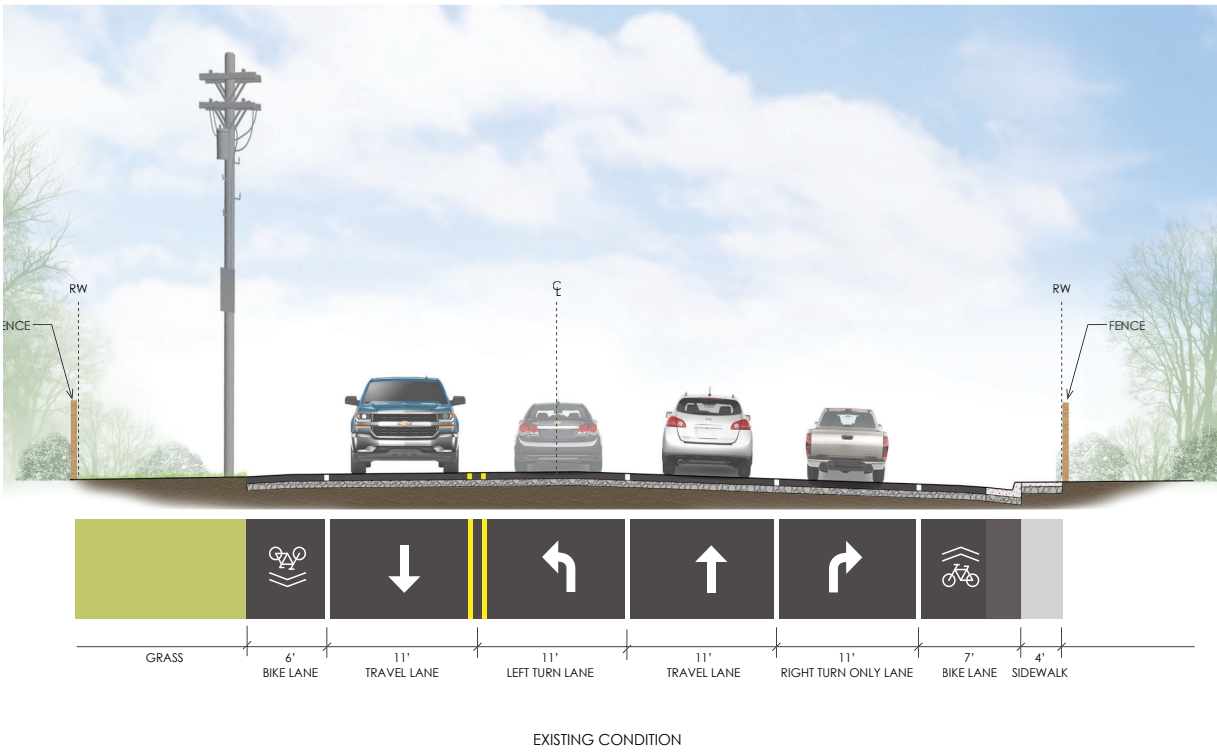 RW
C
L
RW
ENCE
FENCE
GRASS
6’
BIKE LANE
11’
TRAVEL LANE
11’
LEFT TURN LANE
11’
TRAVEL LANE
11’
RIGHT TURN ONLY LANE
7’
BIKE LANE
4’
SIDEWALK
EXISTING CONDITION